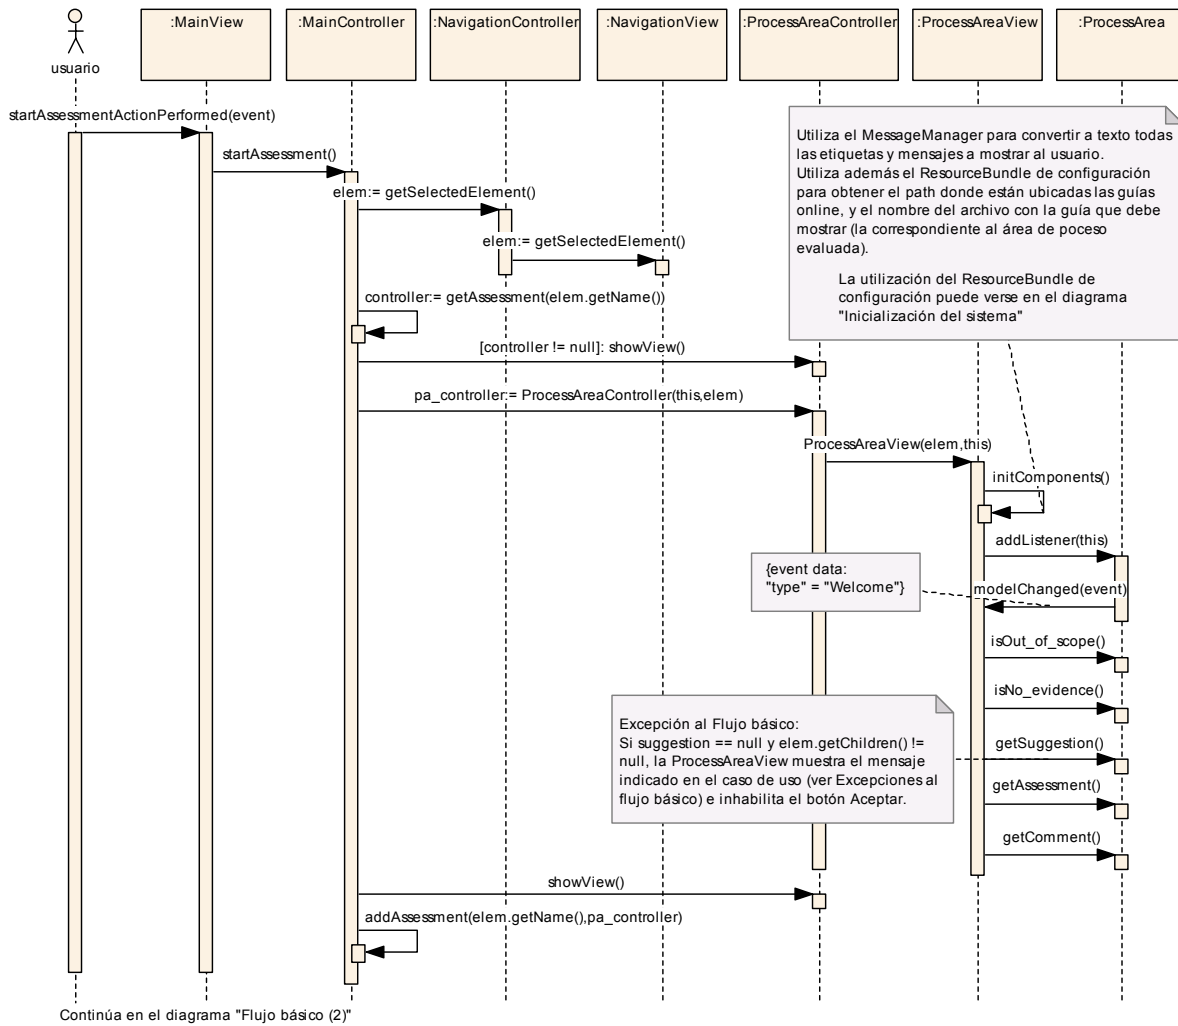 :MainView
:MainController
:NavigationController
:NavigationView
:ProcessAreaController
:ProcessAreaView
:ProcessArea
usuario
startAssessmentActionPerformed(event)
startAssessment()
elem:= getSelectedElement()
elem:= getSelectedElement()
controller:= getAssessment(elem.getName())
[controller != null]: showView()
pa_controller:= ProcessAreaController(this,elem)
Utiliza el MessageManager para convertir a texto todas
las etiquetas y mensajes a mostrar al usuario.
Utiliza además el ResourceBundle de configuración
para obtener el path donde están ubicadas las guías
online, y el nombre del archivo con la guía que debe
mostrar (la correspondiente al área de poceso
evaluada).
La utilización del ResourceBundle de
configuración puede verse en el diagrama
"Inicialización del sistema"
ProcessAreaView(elem,this)
initComponents()
addListener(this)
{event data:
"type" = "Welcome"}
modelChanged(event)
isOut_of_scope()
isNo_evidence()
Excepción al Flujo básico:
Si suggestion == null y elem.getChildren() !=
null, la ProcessAreaView muestra el mensaje
indicado en el caso de uso (ver Excepciones al
flujo básico) e inhabilita el botón Aceptar.
getSuggestion()
getAssessment()
getComment()
showView()
addAssessment(elem.getName(),pa_controller)
Continúa en el diagrama "Flujo básico (2)"